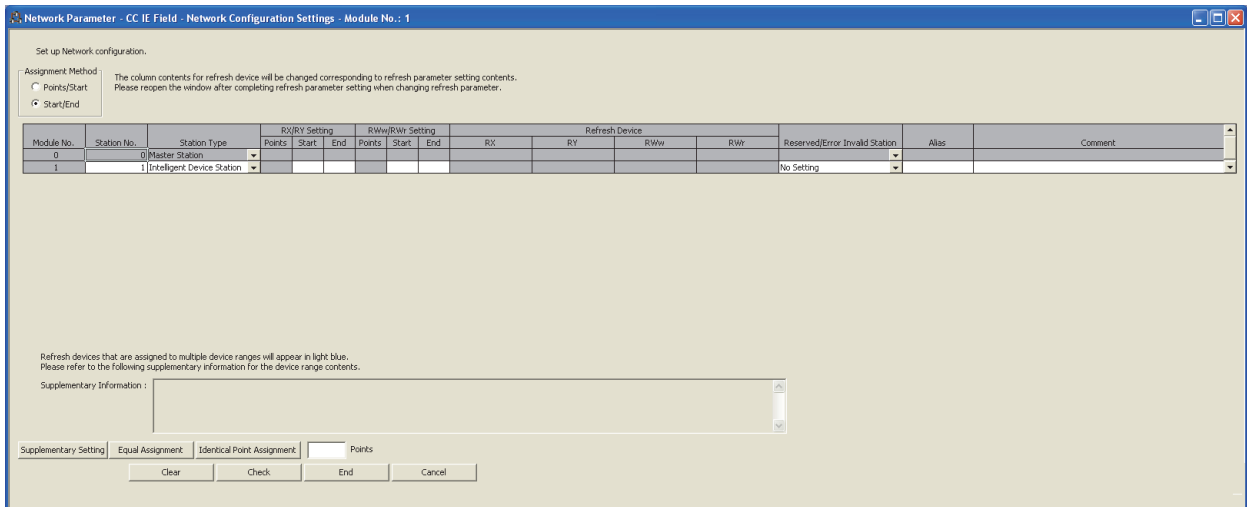 Network Parameter - CC IE Field - Network Configuration Settings - Module No.: 1
Set up Network configuration.
Assignment Method
Points/Start
Start/End
The column contents for refresh device will be changed corresponding to refresh parameter setting contents.
Please reopen the window after completing refresh parameter setting when changing refresh parameter.
RX/RY Setting RWw/RWr Setting Refresh Device
Module No. Station No. Station Type Points Start End Points Start End RX RY RWw RWr Reserved/Error Invalid Station Alias Comment
0 0 Master Station
1 1 Intelligent Device Station No Setting
Refresh devices that are assigned to multiple device ranges will appear in light blue.
Please refer to the following supplementary information for the device range contents.
Supplementary Information :
Supplementary Setting Equal Assignment Identical Point Assignment Points
Clear Check End Cancel